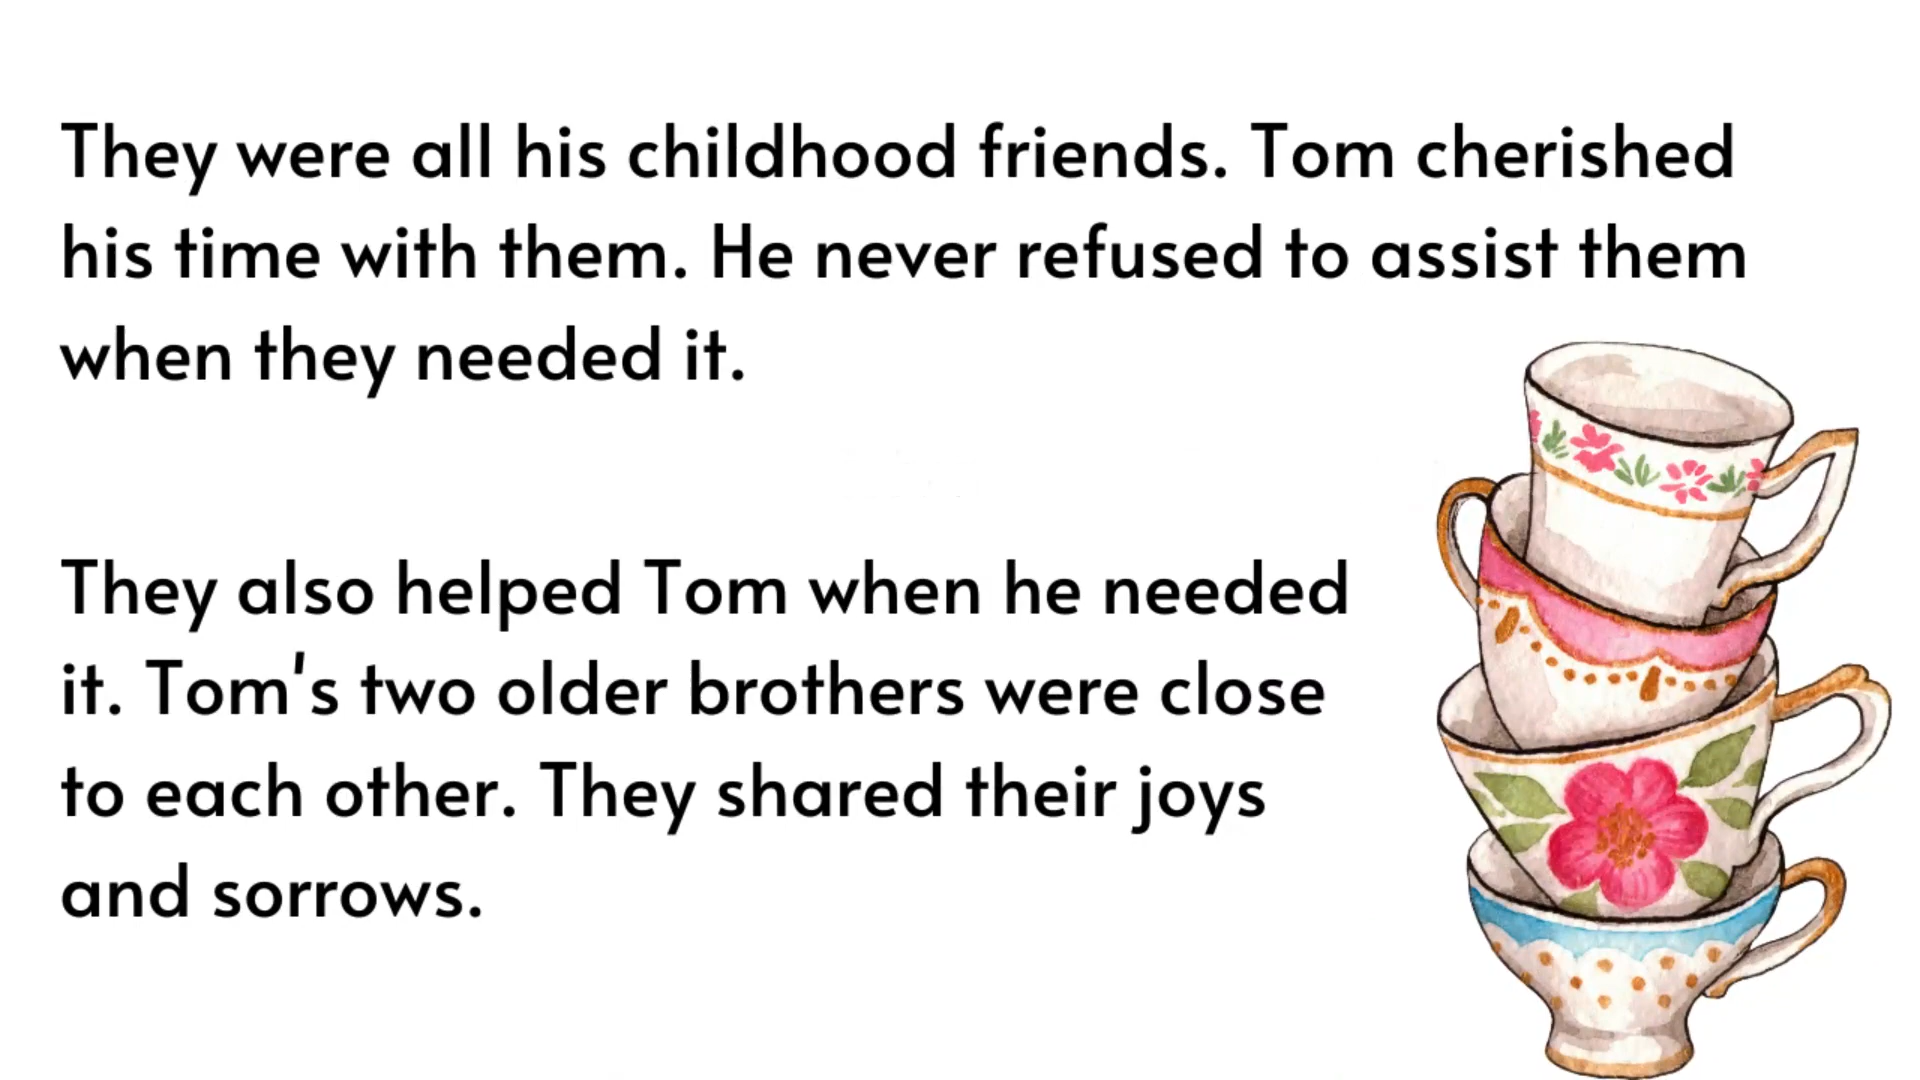 They were all his childhood friends. Tom cherished
his time with them. He never refused to assist them
when they needed it.
They also helped Tom when he needed
it. Tom's two older brothers were close
to each other. They shared their joys
and sorrows.